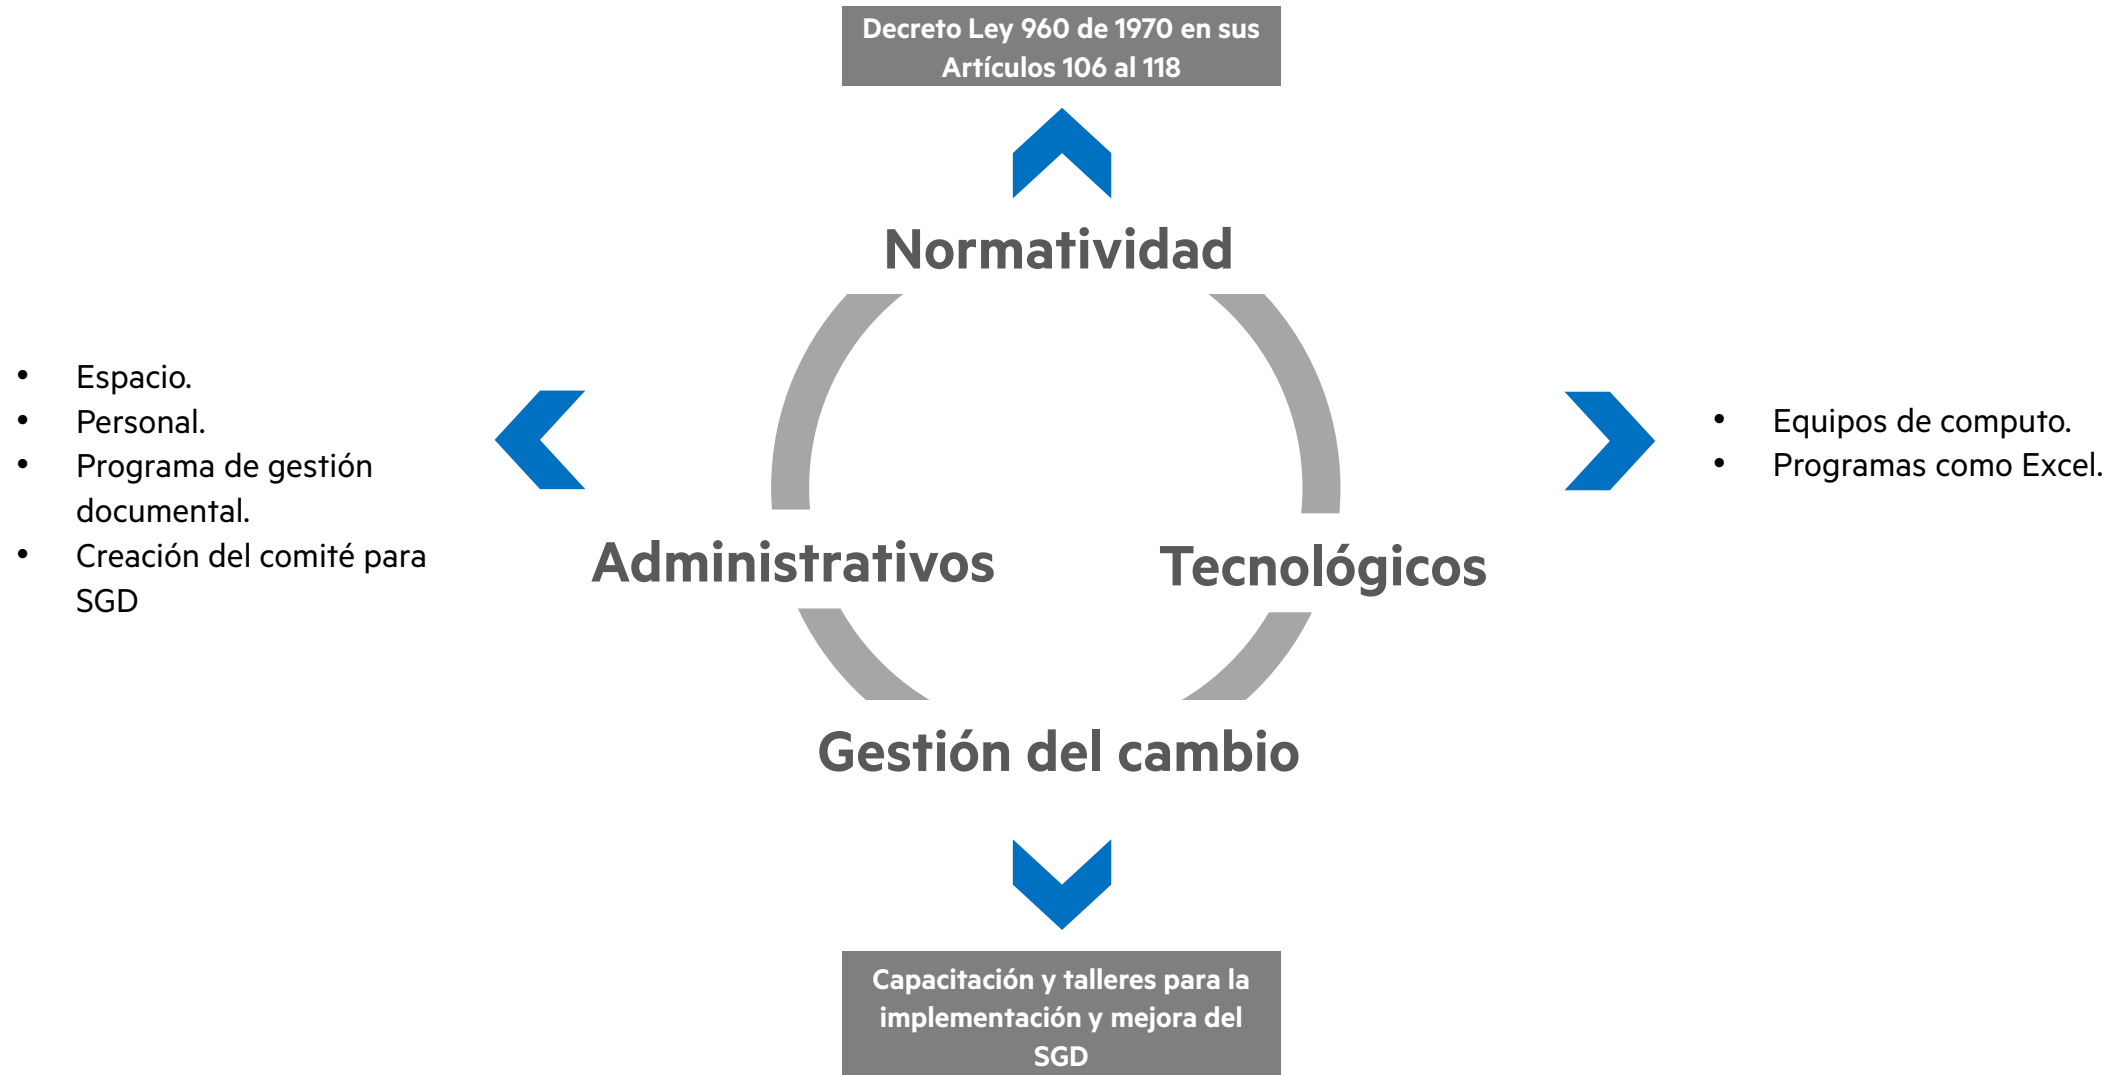 Decreto Ley 960 de 1970 en sus
Artículos 106 al 118
Normatividad
• Espacio.
• Personal.
• Programa de gestión
documental.
• Creación del comité para
SGD
• Equipos de computo.
• Programas como Excel.
Administrativos
Tecnológicos
Gestión del cambio
Capacitación y talleres para la
implementación y mejora del
SGD